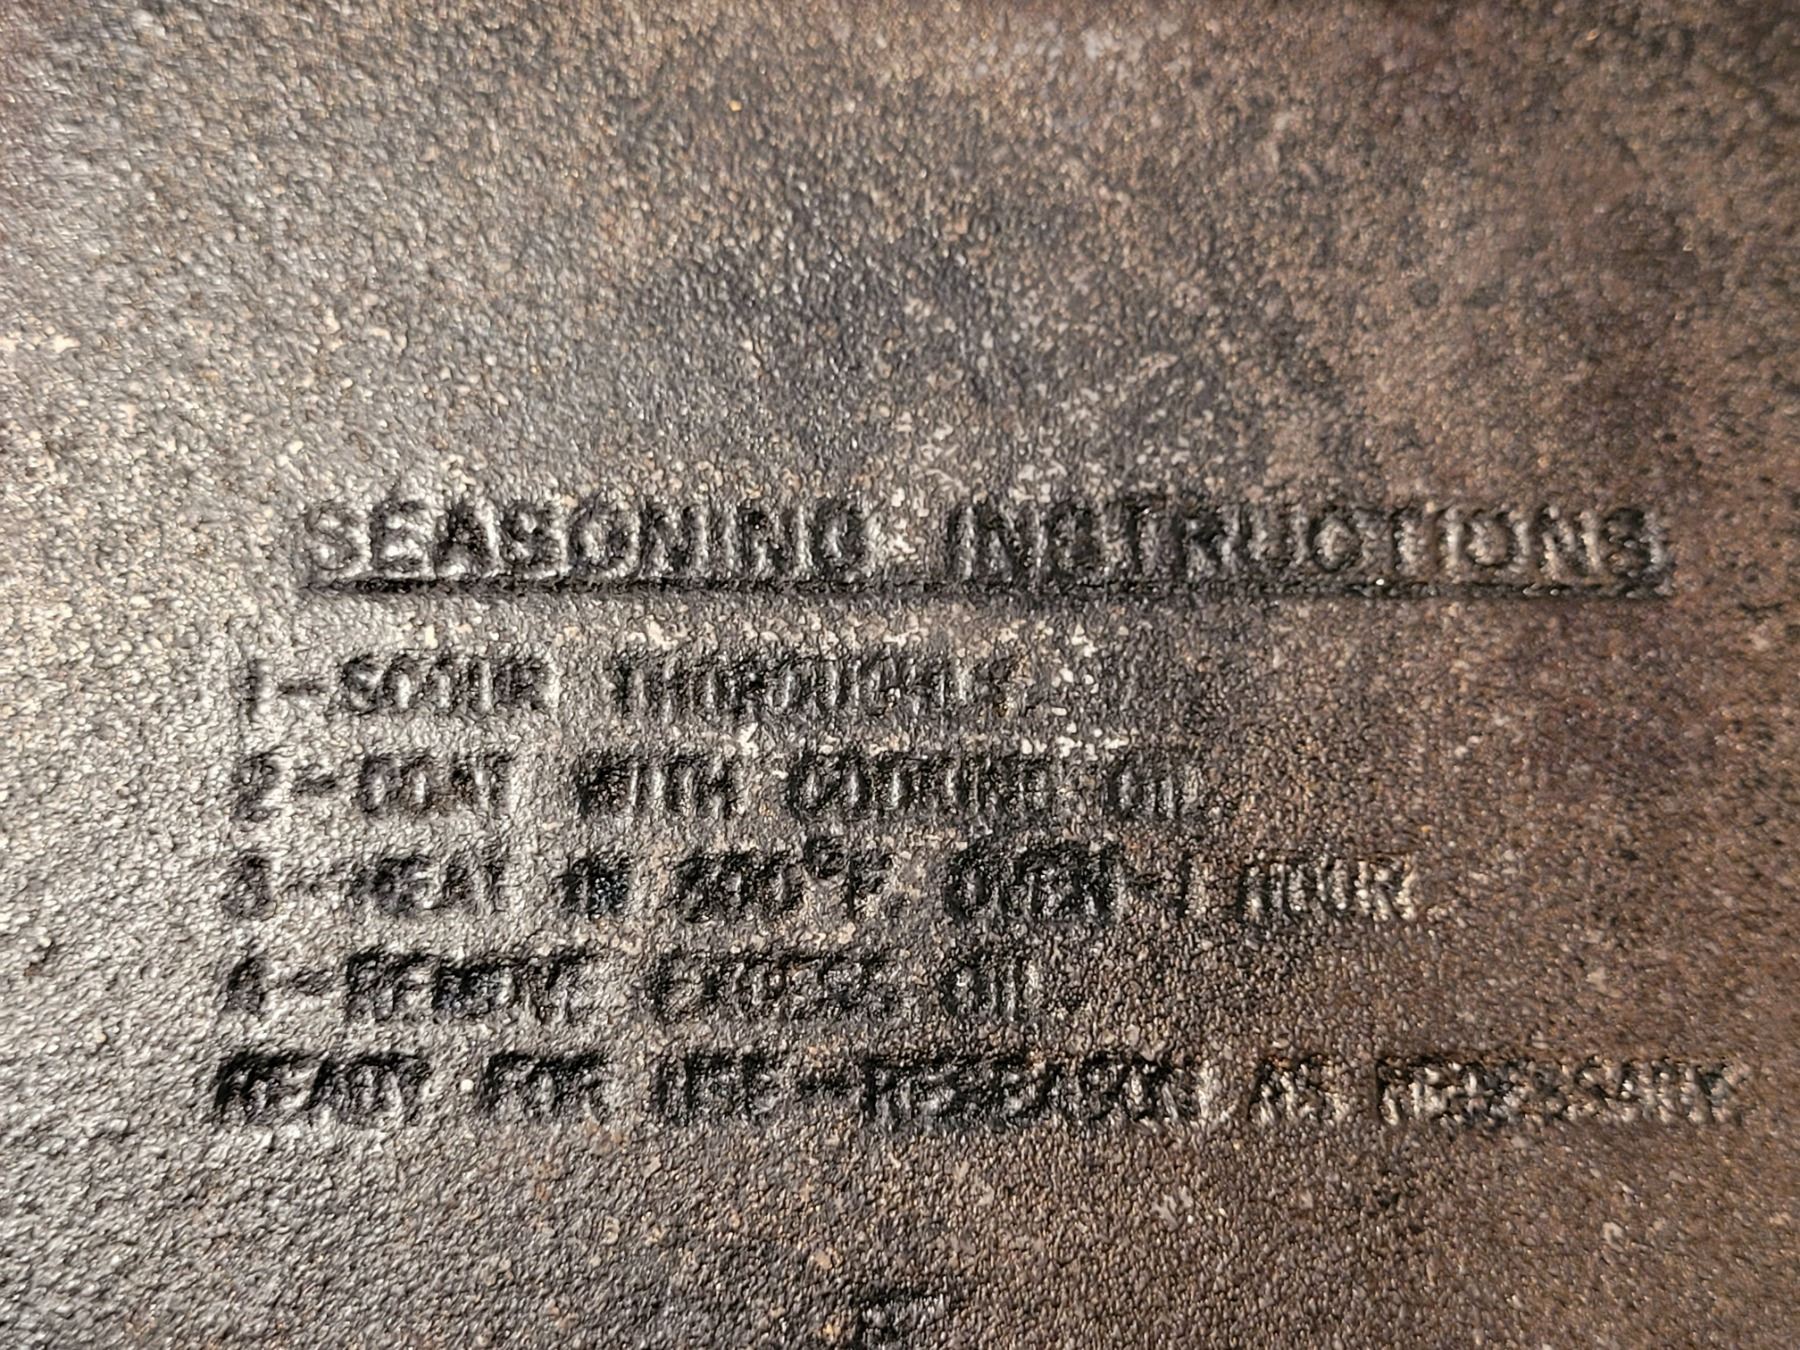 SEASONING INSTRUCTIONS
1-SCOUR THOROUGHLY
2-COAT WITH COOKING OIL
3-HEAT IN °F. OVEN-1 HOUR
4-REMOVE EXCESS OIL
READY FOR USE-RESEASON AS NECESSARY